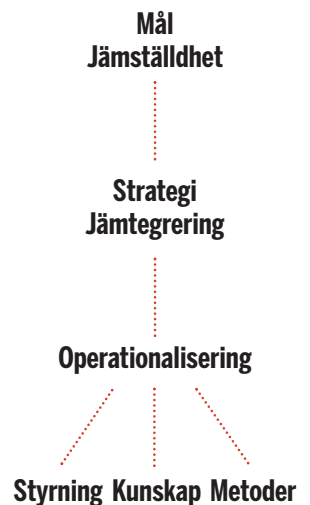 Mål
Jämställdhet
Strategi
Jämtegrering
Operationalisering
Styrning Kunskap Metoder